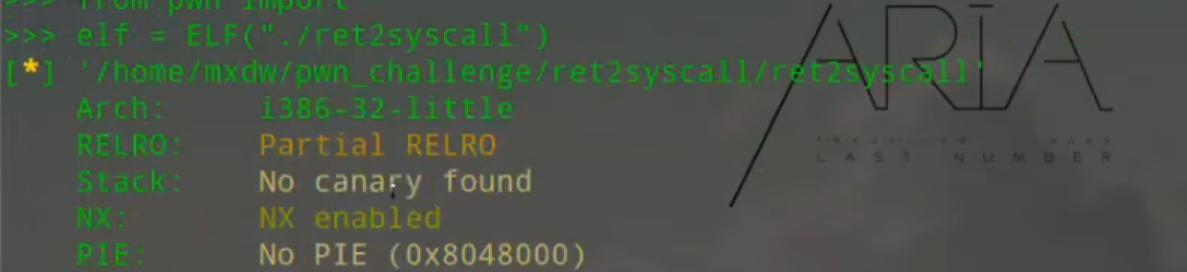 >>> from pwn import
>>> elf = ELF("./ret2syscall")
[*] '/home/mxdw/pwn_challenge/ret2syscall/ret2syscall'
Arch: i386-32-little
RELRO: Partial RELRO
Stack: No canary found
NX: NX enabled
PIE: No PIE (0x8048000)
ARIA
LAST NUMBER